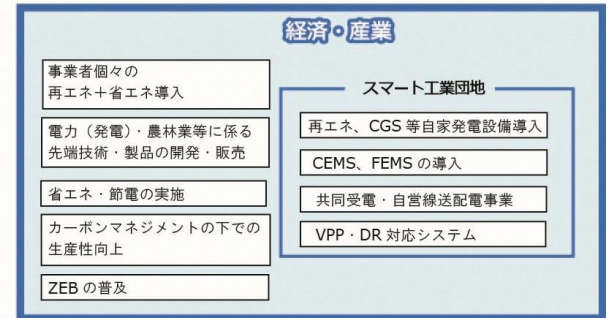 経済・産業
事業者個々の
再エネ＋省エネ導入
電力（発電）・農林業等に係る
先端技術・製品の開発・販売
省エネ・節電の実施
カーボンマネジメントの下での
生産性向上
ZEB の普及
スマート工業団地
再エネ、CGS 等自家発電設備導入
CEMS、FEMS の導入
共同受電・自営線送配電事業
VPP・DR 対応システム